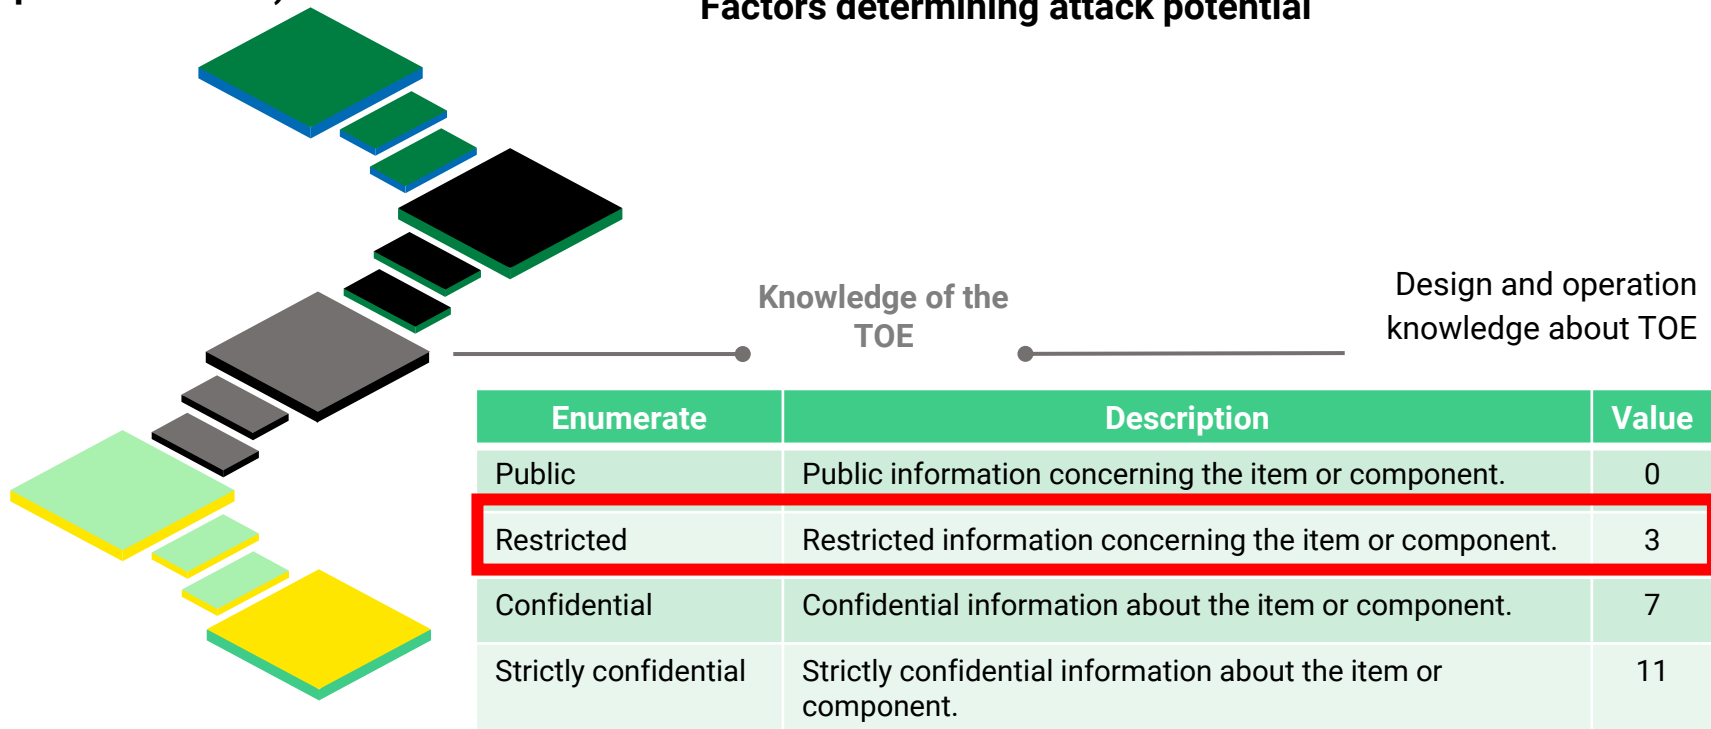 Factors determining attack potential
Knowledge of the
TOE
Design and operation
knowledge about TOE
Enumerate Description Value
Public Public information concerning the item or component. 0
Restricted Restricted information concerning the item or component. 3
Confidential Confidential information about the item or component. 7
Strictly confidential Strictly confidential information about the item or 11
component.